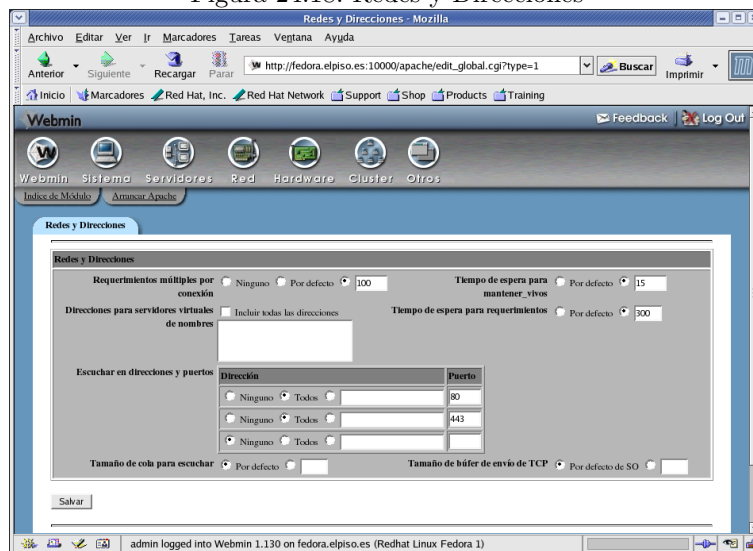 Figura 24.18: Redes y Direcciones
Redes y Direcciones - Mozilla
Archivo Editar Ver Ir Marcadores Tareas Ventana Ayuda
Anterior Siguiente Recargar Parar http://fedora.elpiso.es:10000/apache/edit_global.cgi?type=1 Buscar Imprimir
Inicio Marcadores Red Hat, Inc. Red Hat Network Support Shop Products Training
Webmin Feedback Log Out
Webmin Sistema Servidores Red Hardware Cluster Otros
Indice de Módulo Arrancar Apache
Redes y Direcciones
Redes y Direcciones
Requerimientos múltiples por conexión Ninguno Por defecto 100 Tiempo de espera para mantener_vivos Por defecto 15
Direcciones para servidores virtuales de nombres Incluir todas las direcciones Tiempo de espera para requerimientos Por defecto 300
Escuchar en direcciones y puertos Dirección Puerto
Ninguno Todos 80
Ninguno Todos 443
Ninguno Todos
Tamaño de cola para escuchar Por defecto Tamaño de búfer de envío de TCP Por defecto de SO
Salvar
admin logged into Webmin 1.130 on fedora.elpiso.es (Redhat Linux Fedora 1)